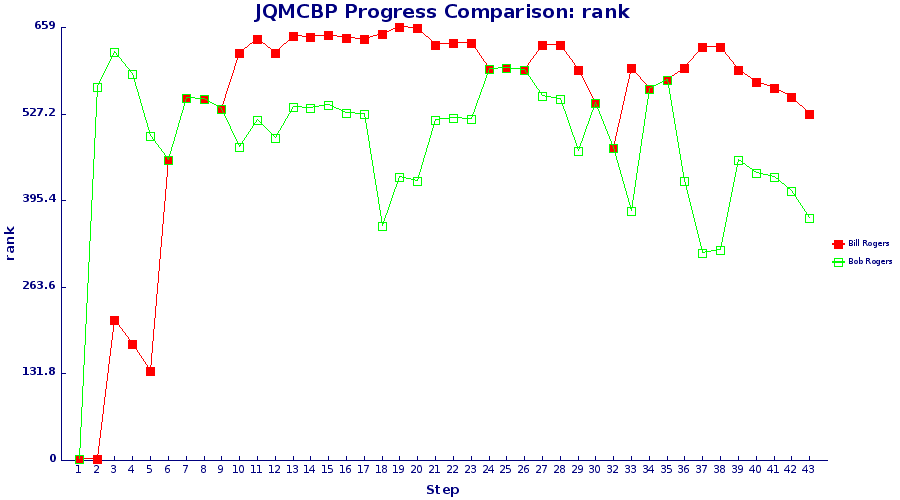 JQMCBP Progress Comparison: rank
659
527.2
395.4
263.6
131.8
0
rank
1 2 3 4 5 6 7 8 9 10 11 12 13 14 15 16 17 18 19 20 21 22 23 24 25 26 27 28 29 30 32 33 34 35 36 37 38 39 40 41 42 43
Step
Bill Rogers
Bob Rogers